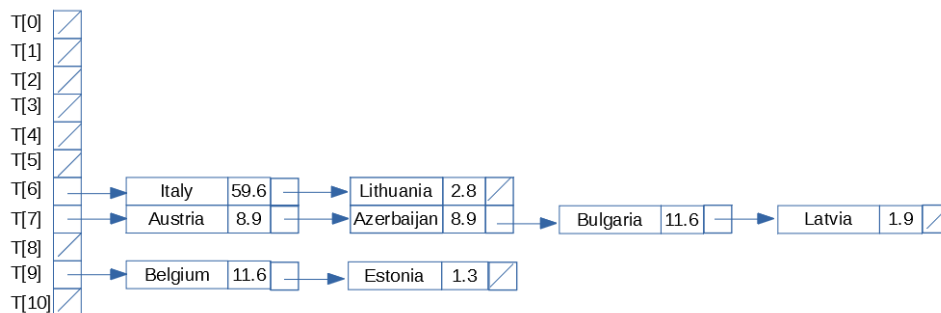 T[0]
T[1]
T[2]
T[3]
T[4]
T[5]
T[6] Italy 59.6 Lithuania 2.8
T[7] Austria 8.9 Azerbaijan 8.9 Bulgaria 11.6 Latvia 1.9
T[8]
T[9] Belgium 11.6 Estonia 1.3
T[10]